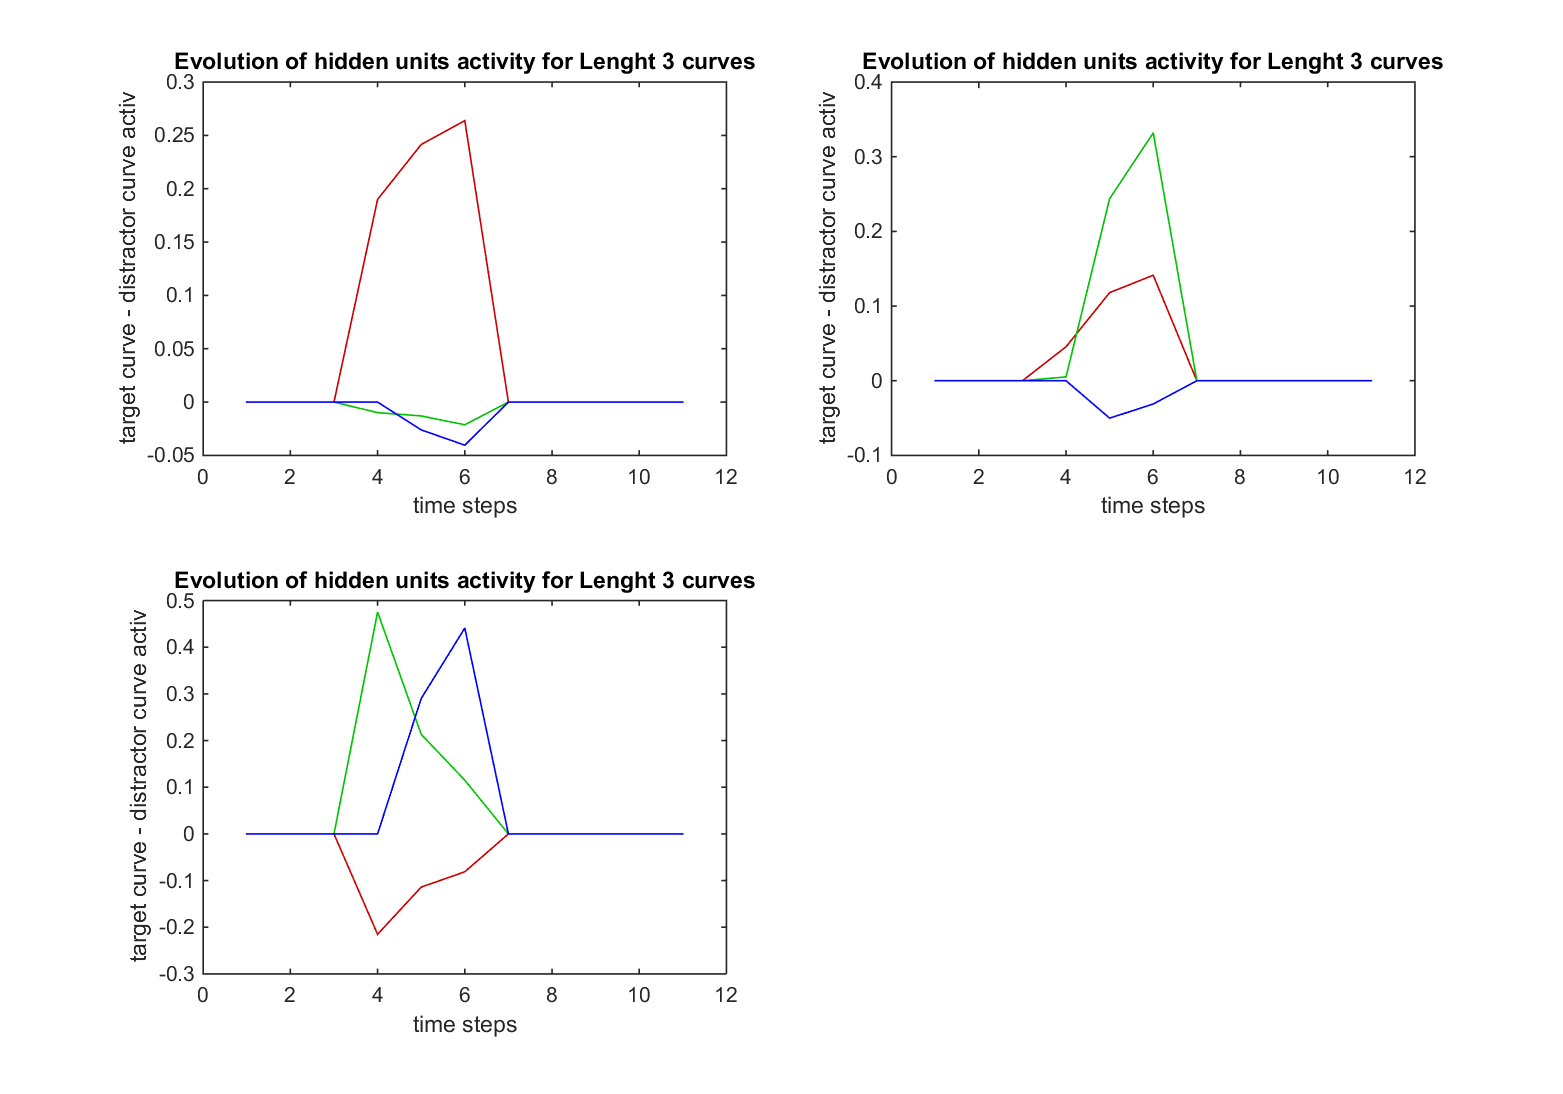 Evolution of hidden units activity for Lenght 3 curves
target curve - distractor curve activ
0.3
0.25
0.2
0.15
0.1
0.05
0
-0.05
0 2 4 6 8 10 12
time steps
Evolution of hidden units activity for Lenght 3 curves
target curve - distractor curve activ
0.4
0.3
0.2
0.1
0
-0.1
0 2 4 6 8 10 12
time steps
Evolution of hidden units activity for Lenght 3 curves
target curve - distractor curve activ
0.5
0.4
0.3
0.2
0.1
0
-0.1
-0.2
-0.3
0 2 4 6 8 10 12
time steps